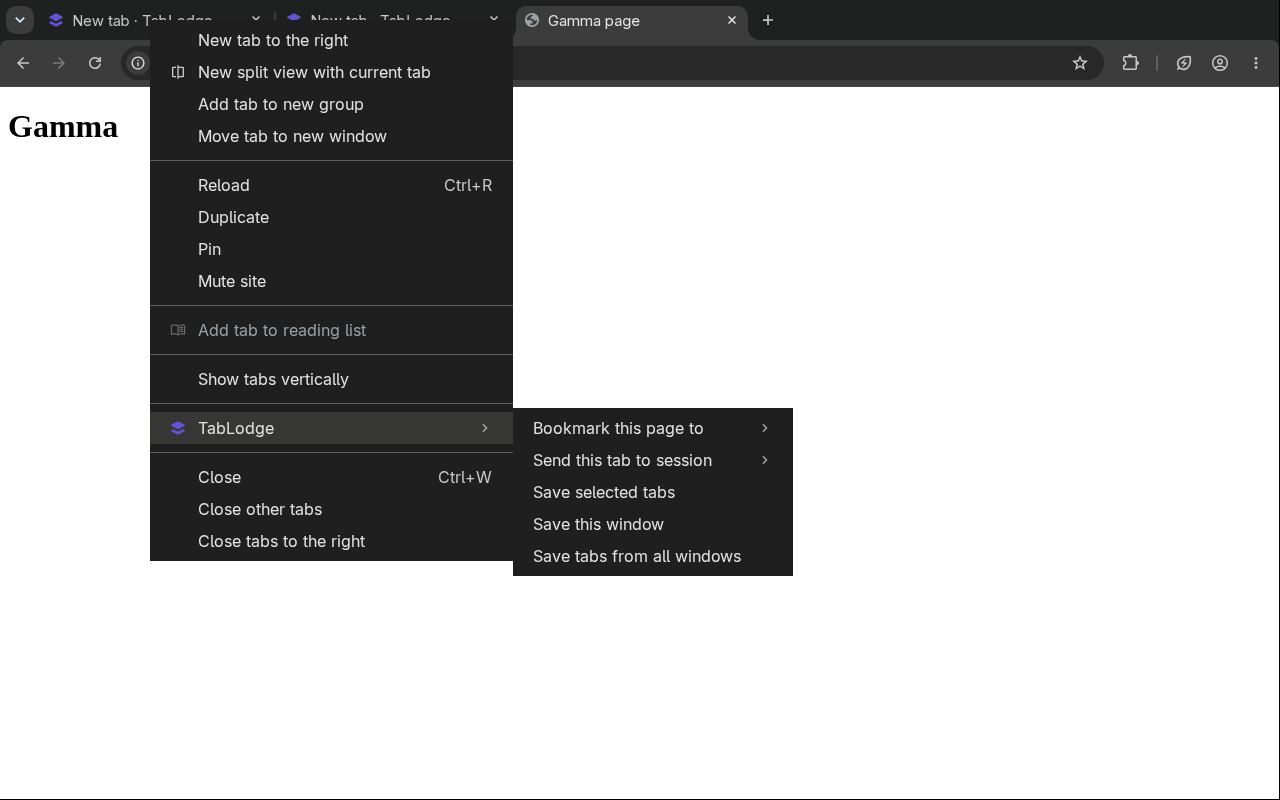 New tab · TabLodge
New tab · TabLodge
Gamma page
New tab to the right
New split view with current tab
Add tab to new group
Move tab to new window
Gamma
Reload Ctrl+R
Duplicate
Pin
Mute site
Add tab to reading list
Show tabs vertically
TabLodge
Close Ctrl+W
Close other tabs
Close tabs to the right
Bookmark this page to
Send this tab to session
Save selected tabs
Save this window
Save tabs from all windows